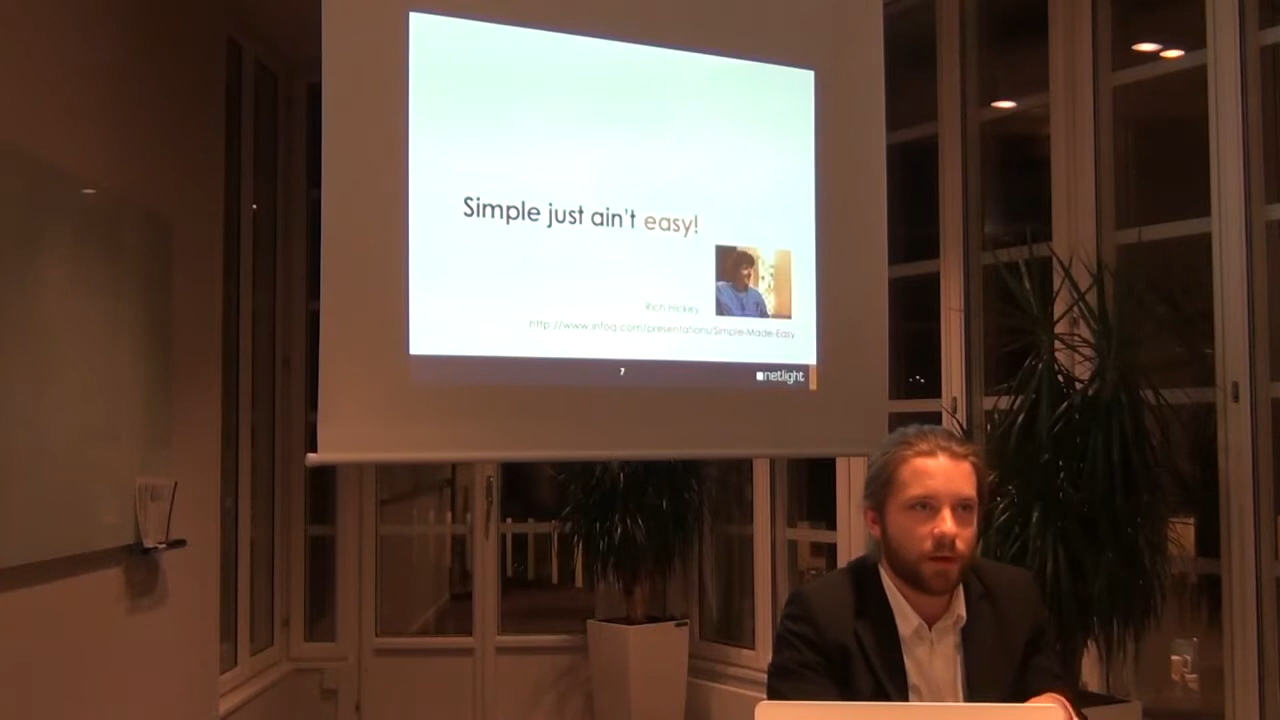 Simple just ain't easy!
Rich Hickey
http://www.infoq.com/presentations/Simple-Made-Easy
7
netlight